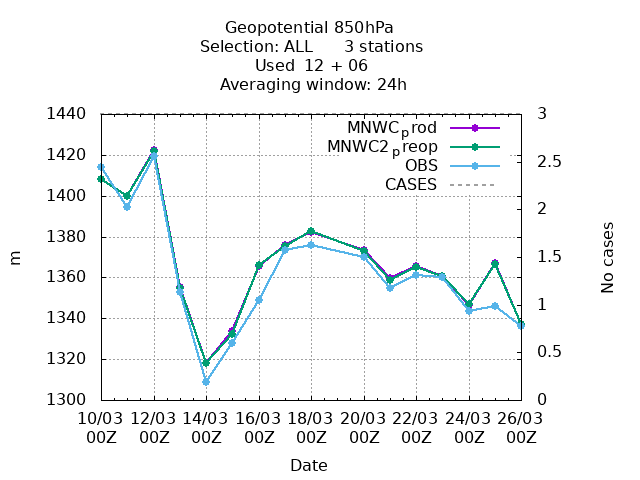 Geopotential 850hPa
Selection: ALL      3 stations
Used  12 + 06
Averaging window: 24h
1440
1420
1400
1380
1360
1340
1320
1300
m
3
2.5
2
1.5
1
0.5
0
No cases
MNWC_prod
MNWC2_preop
OBS
CASES
10/03 12/03 14/03 16/03 18/03 20/03 22/03 24/03 26/03
00Z 00Z 00Z 00Z 00Z 00Z 00Z 00Z 00Z
Date